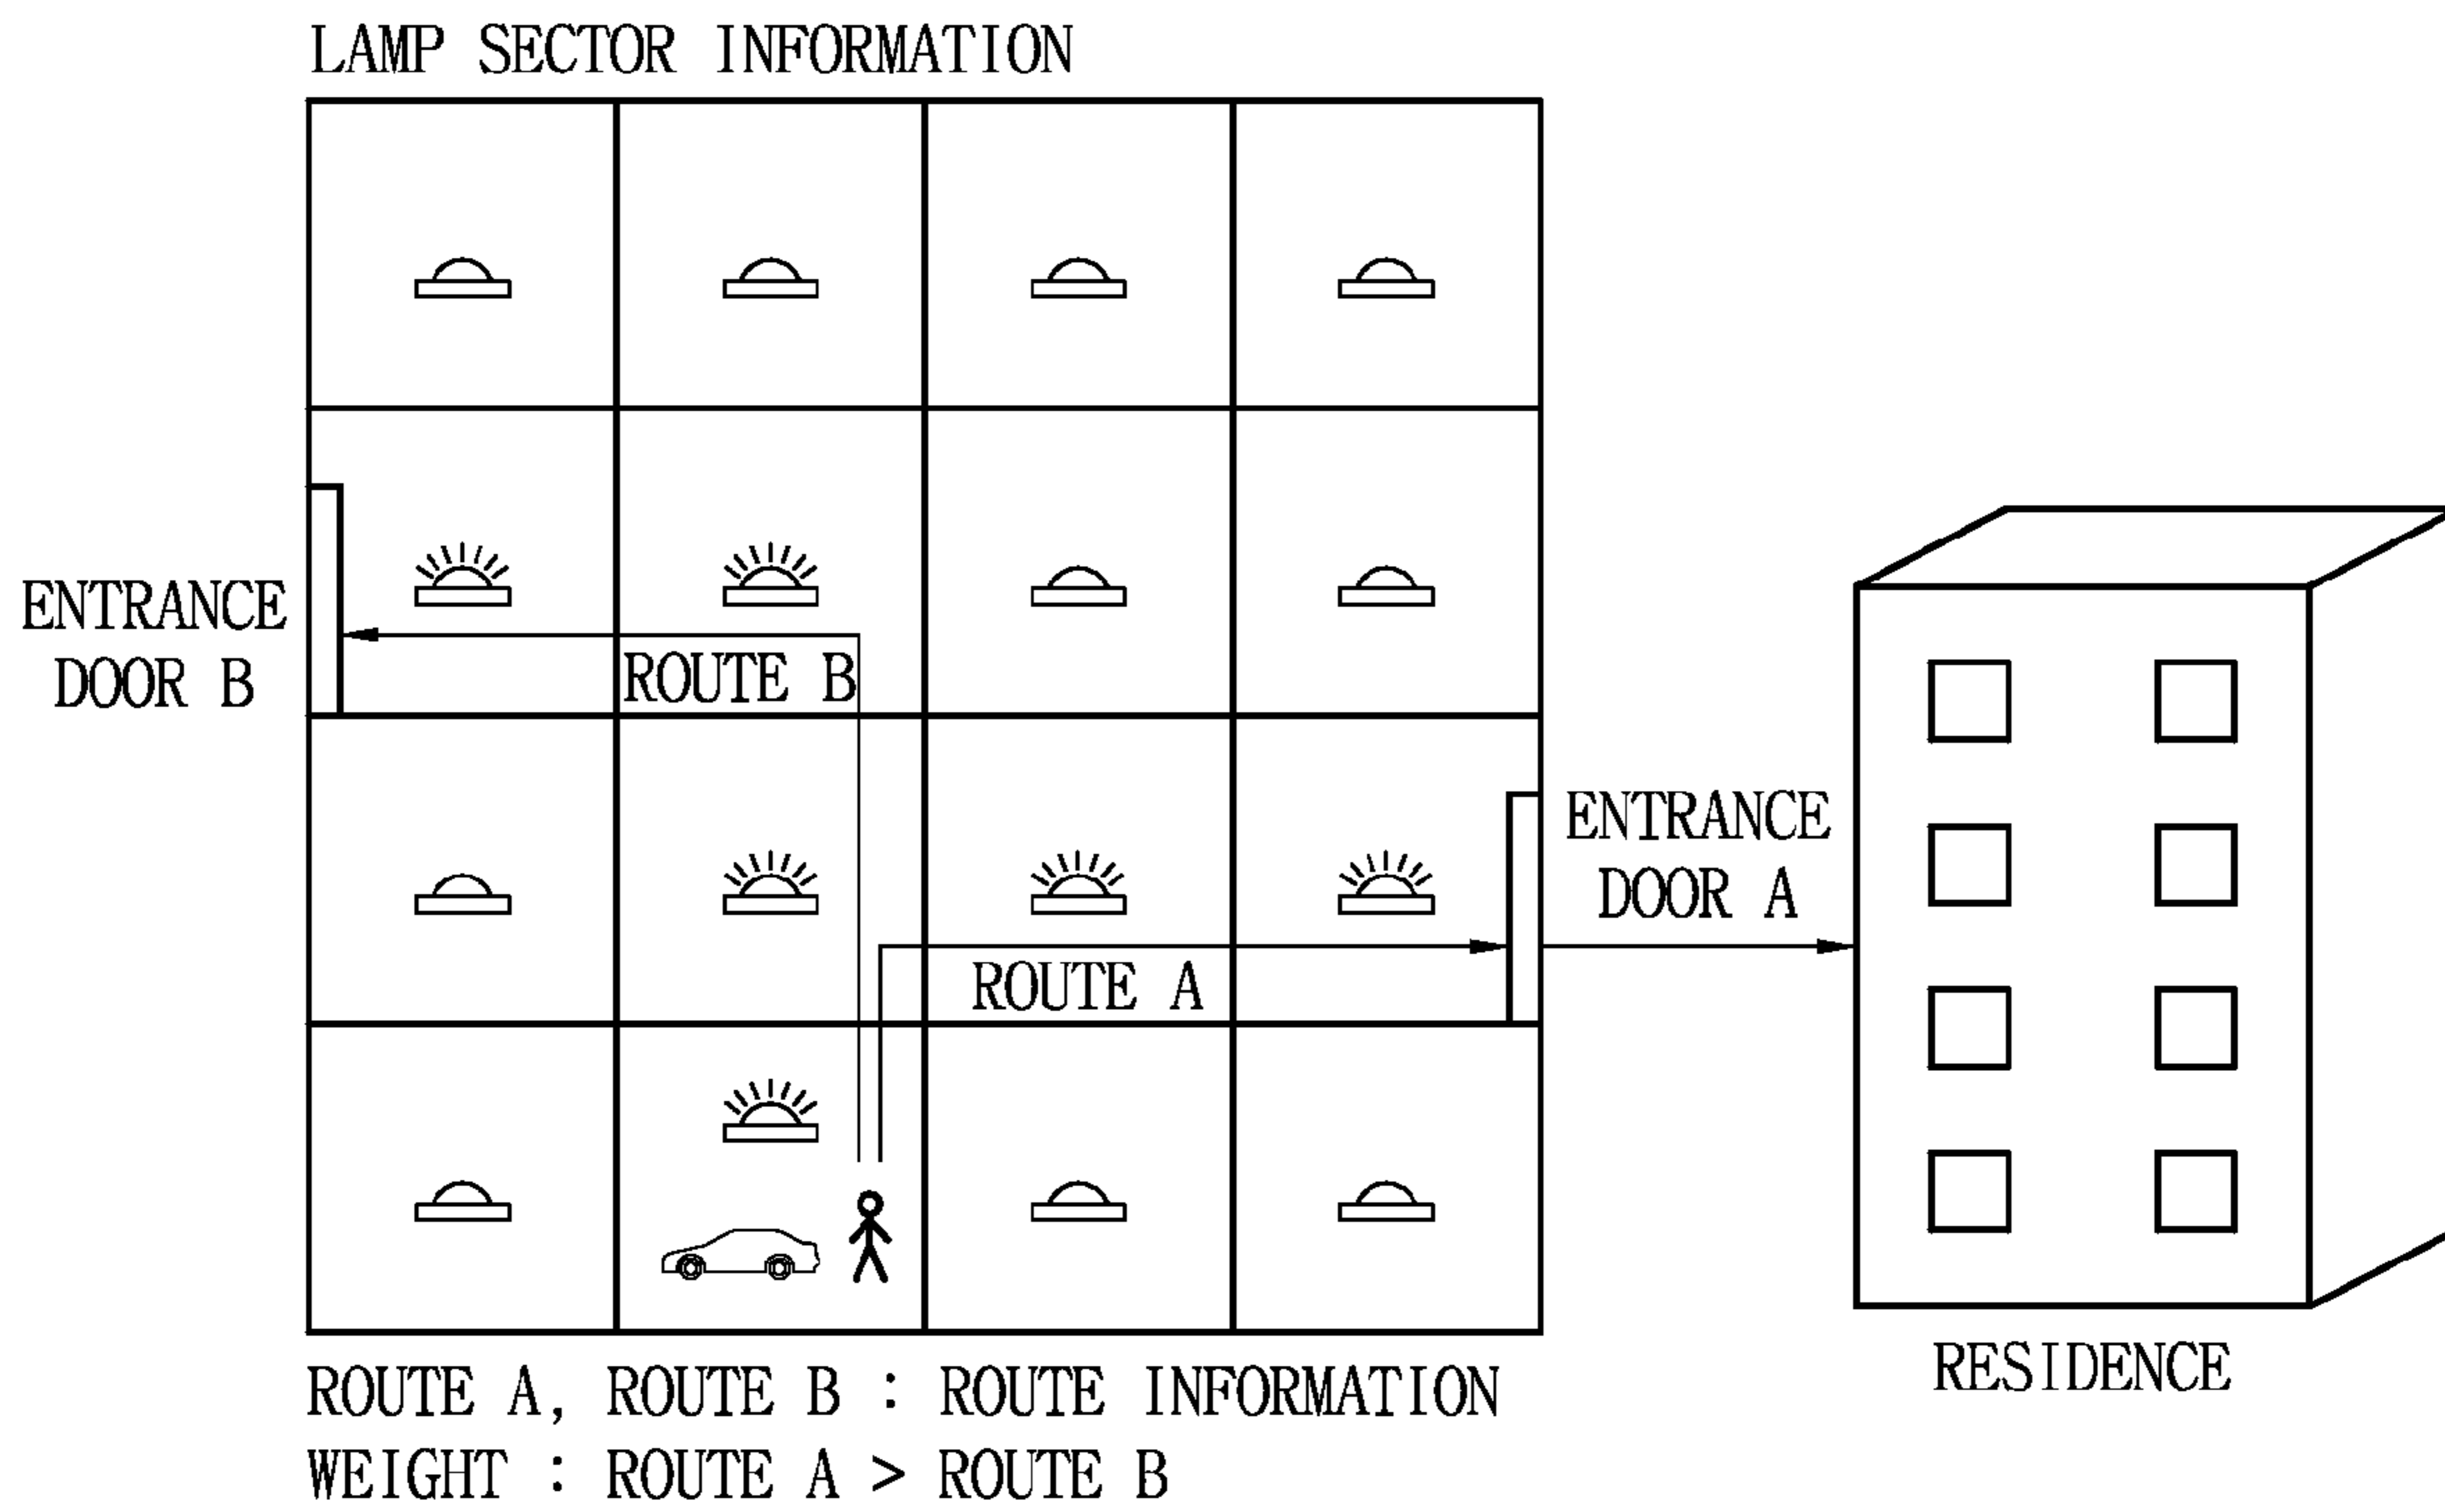 LAMP SECTOR INFORMATION
ENTRANCE
DOOR B
ROUTE B
ENTRANCE
DOOR A
ROUTE A
RESIDENCE
ROUTE A, ROUTE B : ROUTE INFORMATION
WEIGHT : ROUTE A > ROUTE B